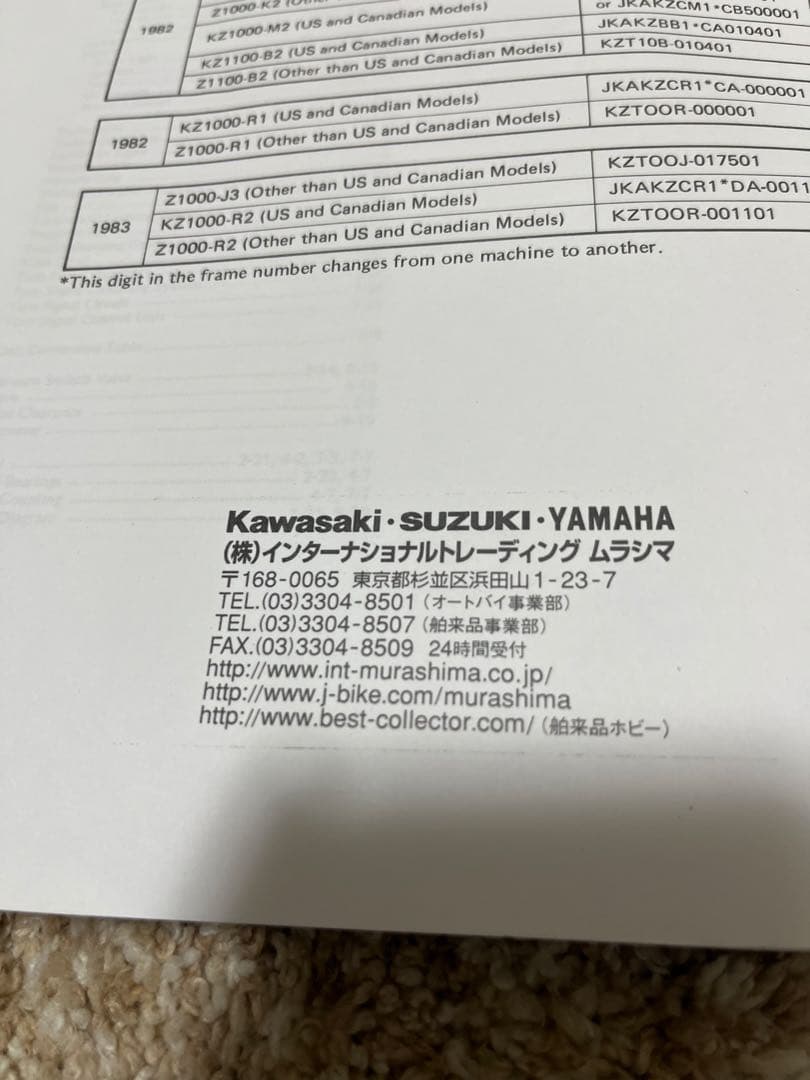 1982
Z1000-K2
KZ1000-M2 (US and Canadian Models)
or JKAKZCM1*CB500001
KZ1100-B2 (US and Canadian Models)
JKAKZBB1*CA010401
Z1100-B2 (Other than US and Canadian Models)
KZT10B-010401
1982
KZ1000-R1 (US and Canadian Models)
JKAKZCR1*CA-000001
Z1000-R1 (Other than US and Canadian Models)
KZTOOR-000001
1983
Z1000-J3 (Other than US and Canadian Models)
KZTOOJ-017501
KZ1000-R2 (US and Canadian Models)
JKAKZCR1*DA-0011
Z1000-R2 (Other than US and Canadian Models)
KZTOOR-001101
*This digit in the frame number changes from one machine to another.
Kawasaki・SUZUKI・YAMAHA
(株)インターナショナルトレーディング ムラシマ
〒168-0065 東京都杉並区浜田山1-23-7
TEL.(03)3304-8501(オートバイ事業部)
TEL.(03)3304-8507(舶来品事業部)
FAX.(03)3304-8509 24時間受付
http://www.int-murashima.co.jp/
http://www.j-bike.com/murashima
http://www.best-collector.com/(舶来品ホビー)